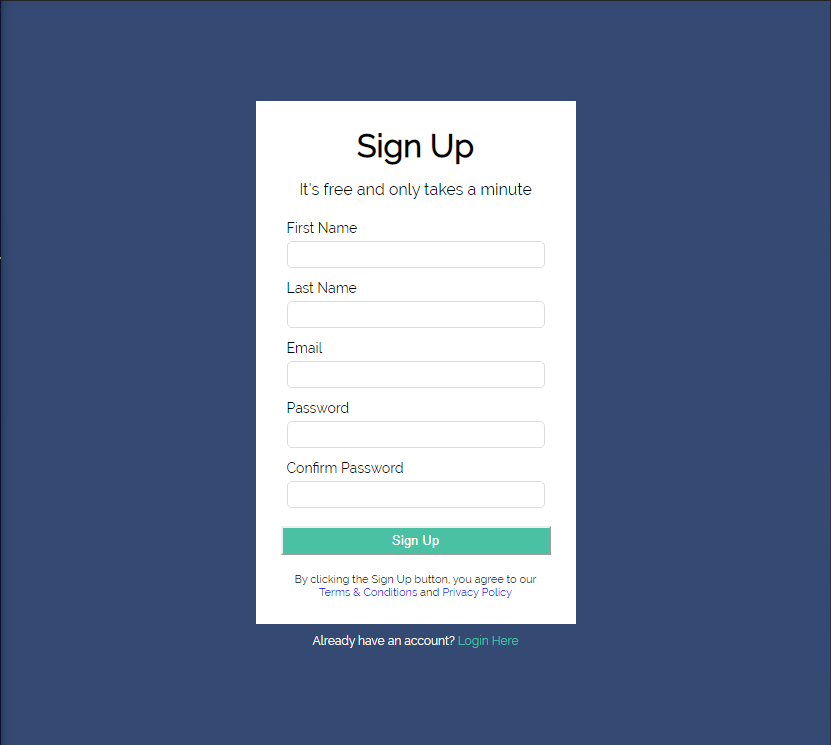 Sign Up
It's free and only takes a minute
First Name
Last Name
Email
Password
Confirm Password
Sign Up
By clicking the Sign Up button, you agree to our
Terms & Conditions and Privacy Policy
Already have an account? Login Here